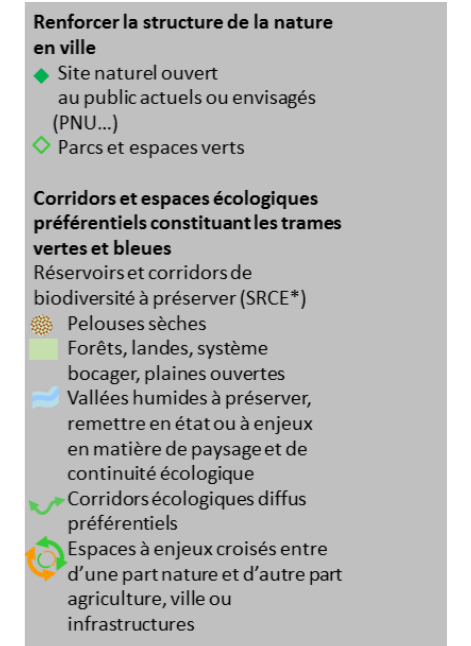 Renforcer la structure de la nature
en ville
Site naturel ouvert
au public actuels ou envisagés
(PNU...)
Parcs et espaces verts
Corridors et espaces écologiques
préférentiels constituant les trames
vertes et bleues
Réservoirs et corridors de
biodiversité à préserver (SRCE*)
Pelouses sèches
Forêts, landes, système
bocager, plaines ouvertes
Vallées humides à préserver,
remettre en état ou à enjeux
en matière de paysage et de
continuité écologique
Corridors écologiques diffus
préférentiels
Espaces à enjeux croisés entre
d’une part nature et d’autre part
agriculture, ville ou
infrastructures